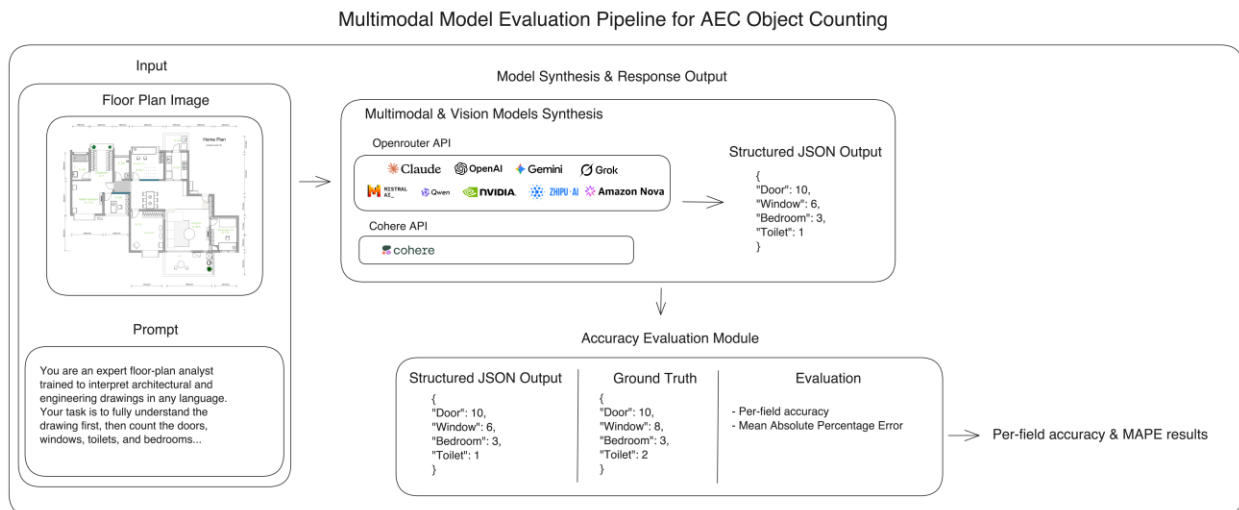 Multimodal Model Evaluation Pipeline for AEC Object Counting
Input
Floor Plan Image
Home Plan
Prompt
You are an expert floor-plan analyst
trained to interpret architectural and
engineering drawings in any language.
Your task is to fully understand the
drawing first, then count the doors,
windows, toilets, and bedrooms...
Model Synthesis & Response Output
Multimodal & Vision Models Synthesis
Openrouter API
Claude OpenAI Gemini Grok
MISTRAL AI_ Qwen NVIDIA. ZHIPU·AI Amazon Nova
Cohere API
cohere
Structured JSON Output
{
"Door": 10,
"Window": 6,
"Bedroom": 3,
"Toilet": 1
}
Accuracy Evaluation Module
Structured JSON Output
{
"Door": 10,
"Window": 6,
"Bedroom": 3,
"Toilet": 1
}
Ground Truth
{
"Door": 10,
"Window": 8,
"Bedroom": 3,
"Toilet": 2
}
Evaluation
- Per-field accuracy
- Mean Absolute Percentage Error
Per-field accuracy & MAPE results